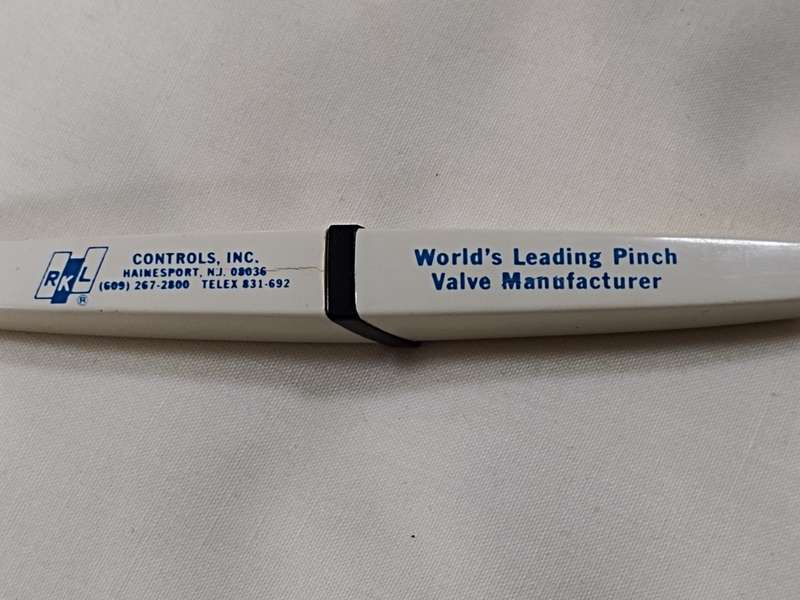 RKL®
CONTROLS, INC.
HAINESPORT, N.J. 08036
(609) 267-2800 TELEX 831-692
World's Leading Pinch
Valve Manufacturer